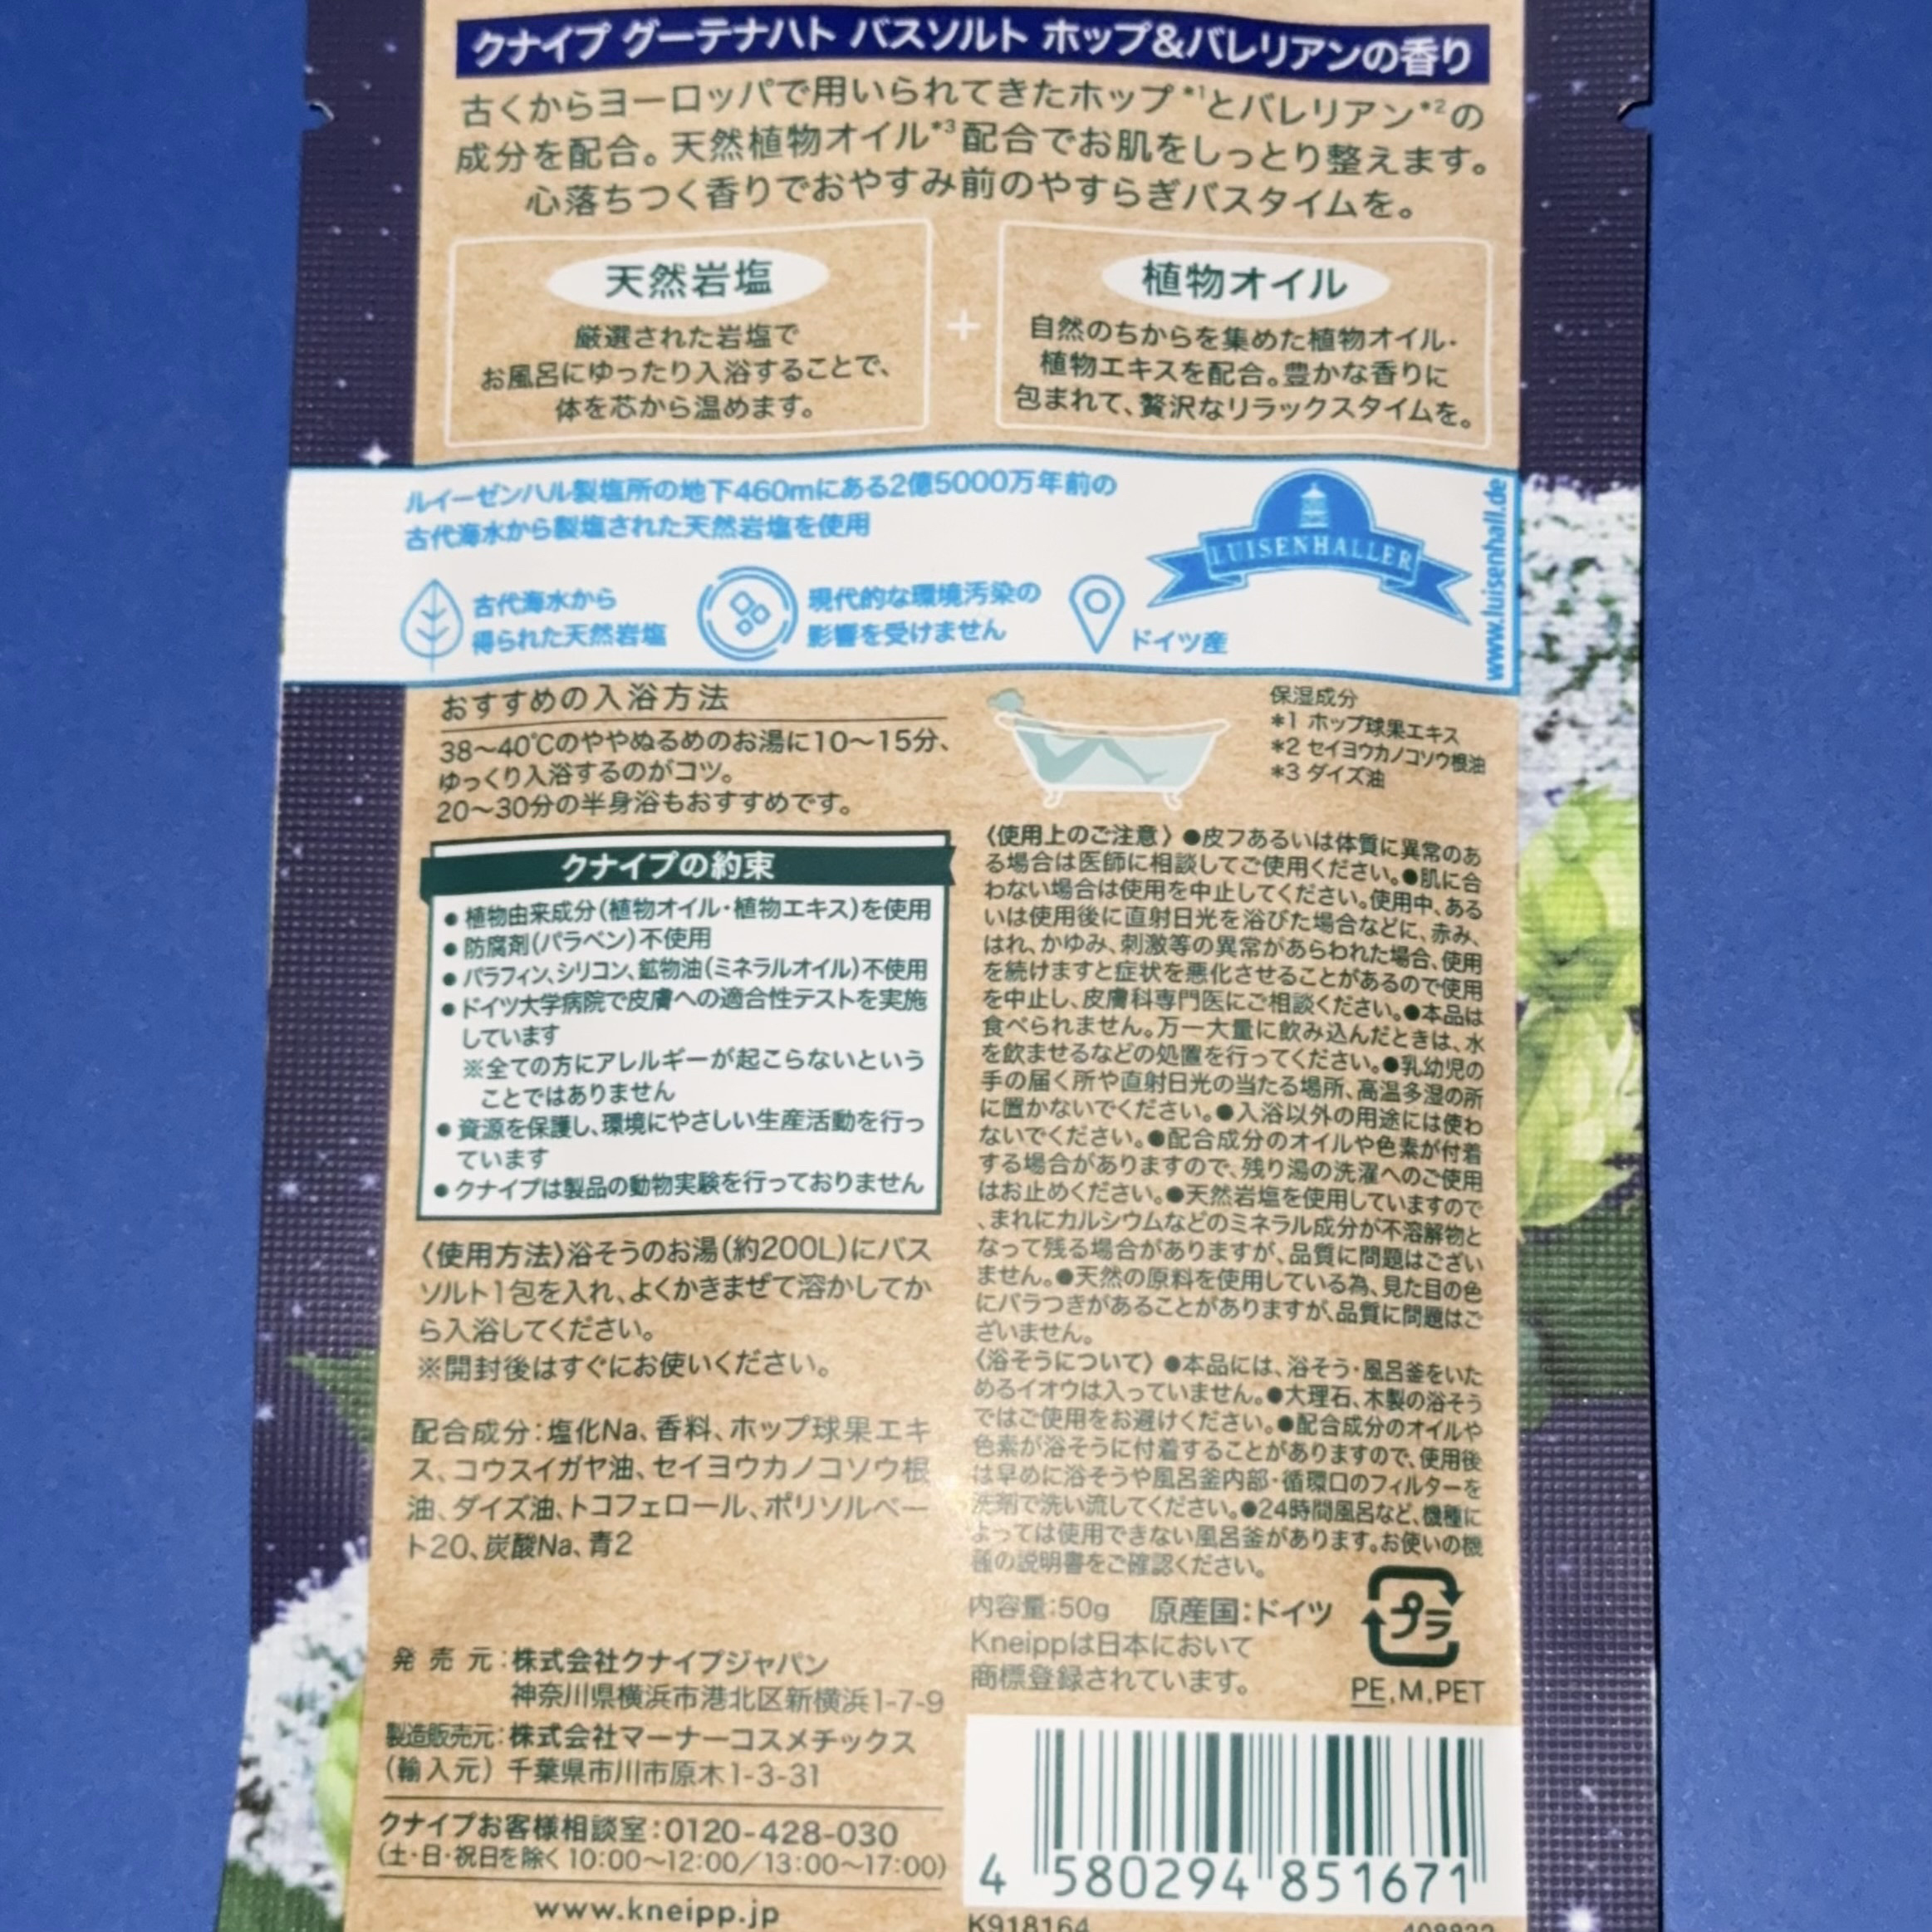 クナイプ グーテナハト バスソルト ホップ&バレリアンの香り
古くからヨーロッパで用いられてきたホップ*1とバレリアン*2の
成分を配合。天然植物オイル*3配合でお肌をしっとり整えます。
心落ちつく香りでおやすみ前のやすらぎバスタイムを。
天然岩塩
厳選された岩塩で
お風呂にゆったり入浴することで、
体を芯から温めます。
+
植物オイル
自然のちからを集めた植物オイル・
植物エキスを配合。豊かな香りに
包まれて、贅沢なリラックスタイムを。
ルイーゼンハル製塩所の地下460mにある2億5000万年前の
古代海水から製塩された天然岩塩を使用
古代海水から
得られた天然岩塩
現代的な環境汚染の
影響を受けません
ドイツ産
LUISENHALLER
www.luisenhall.de
おすすめの入浴方法
38〜40℃のややぬるめのお湯に10〜15分、
ゆっくり入浴するのがコツ。
20〜30分の半身浴もおすすめです。
保湿成分
*1 ホップ球果エキス
*2 セイヨウカノコソウ根油
*3 ダイズ油
クナイプの約束
●植物由来成分(植物オイル・植物エキス)を使用
●防腐剤(パラベン)不使用
●パラフィン、シリコン、鉱物油(ミネラルオイル)不使用
●ドイツ大学病院で皮膚への適合性テストを実施
しています
※全ての方にアレルギーが起こらないという
ことではありません
●資源を保護し、環境にやさしい生産活動を行っ
ています
●クナイプは製品の動物実験を行っておりません
〈使用方法〉浴そうのお湯(約200L)にバス
ソルト1包を入れ、よくかきまぜて溶かしてか
ら入浴してください。
※開封後はすぐにお使いください。
配合成分:塩化Na、香料、ホップ球果エキ
ス、コウスイガヤ油、セイヨウカノコソウ根
油、ダイズ油、トコフェロール、ポリソルベー
ト20、炭酸Na、青2
発売元:株式会社クナイプジャパン
神奈川県横浜市港北区新横浜1-7-9
製造販売元:株式会社マーナーコスメチックス
(輸入元) 千葉県市川市原木1-3-31
クナイプお客様相談室:0120-428-030
(土・日・祝日を除く10:00〜12:00/13:00〜17:00)
www.kneipp.jp
〈使用上のご注意〉●皮フあるいは体質に異常のあ
る場合は医師に相談してご使用ください。●肌に合
わない場合は使用を中止してください。使用中、ある
いは使用後に直射日光を浴びた場合などに、赤み、
はれ、かゆみ、刺激等の異常があらわれた場合、使用
を続けますと症状を悪化させることがあるので使用
を中止し、皮膚科専門医にご相談ください。●本品は
食べられません。万一大量に飲み込んだときは、水
を飲ませるなどの処置を行ってください。●乳幼児の
手の届く所や直射日光の当たる場所、高温多湿の所
に置かないでください。●入浴以外の用途には使わ
ないでください。●配合成分のオイルや色素が付着
する場合がありますので、残り湯の洗濯へのご使用
はお止めください。●天然岩塩を使用していますので
、まれにカルシウムなどのミネラル成分が不溶解物と
なって残る場合がありますが、品質に問題はござい
ません。●天然の原料を使用している為、見た目の色
にバラつきがあることがありますが、品質に問題はご
ざいません。
〈浴そうについて〉●本品には、浴そう・風呂釜をいた
めるイオウは入っていません。●大理石、木製の浴そう
ではご使用をお避けください。●配合成分のオイルや
色素が浴そうに付着することがありますので、使用後
は早めに浴そうや風呂釜内部・循環口のフィルターを
洗剤で洗い流してください。●24時間風呂など、機種に
よっては使用できない風呂釜があります。お使いの機
種の説明書をご確認ください。
内容量:50g 原産国:ドイツ
Kneippは日本において
商標登録されています。
プラ
PE,M,PET
4 580294 851671
K918164
408822